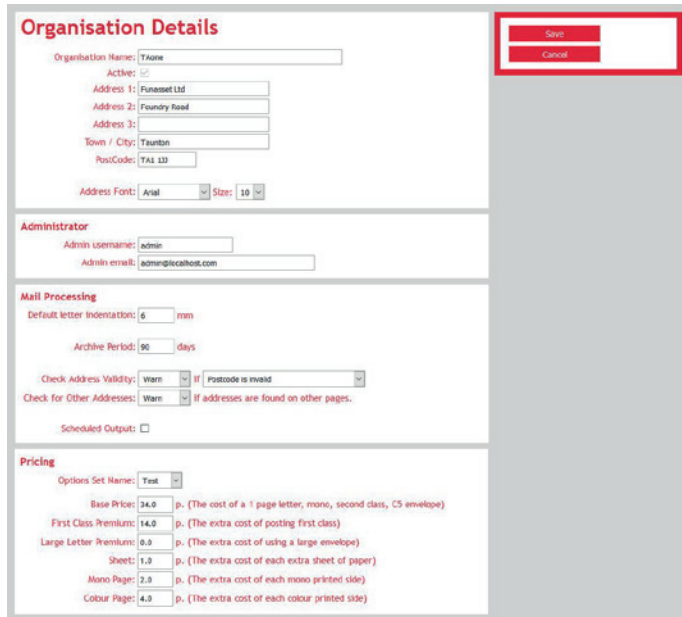 Organisation Details
Save
Cancel
Organisation Name: TAone
Active:
Address 1: Funasset Ltd
Address 2: Foundry Road
Address 3:
Town / City: Taunton
PostCode: TA1 1JJ
Address Font: Arial Size: 10
Administrator
Admin username: admin
Admin email: admin@localhost.com
Mail Processing
Default letter indentation: 6 mm
Archive Period: 90 days
Check Address Validity: Warn If Postcode is invalid
Check for Other Addresses: Warn If addresses are found on other pages.
Scheduled Output:
Pricing
Options Set Name: Test
Base Price: 34.0 p. (The cost of a 1 page letter, mono, second class, C5 envelope)
First Class Premium: 14.0 p. (The extra cost of posting first class)
Large Letter Premium: 0.0 p. (The extra cost of using a large envelope)
Sheet: 1.0 p. (The extra cost of each extra sheet of paper)
Mono Page: 2.0 p. (The extra cost of each mono printed side)
Colour Page: 4.0 p. (The extra cost of each colour printed side)